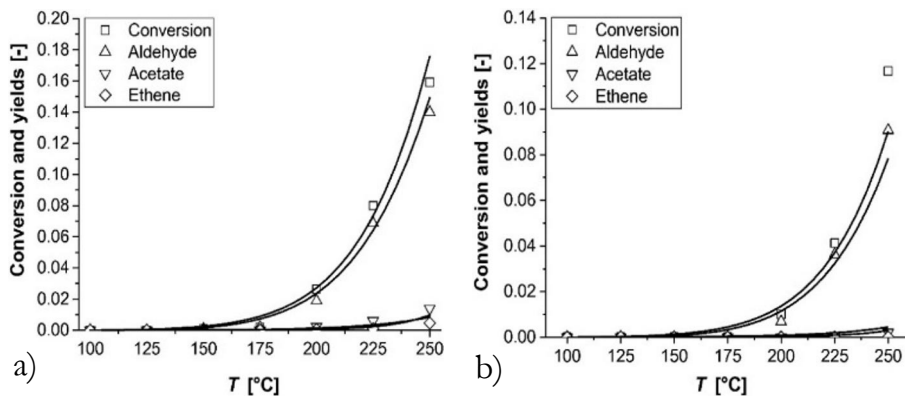 0.20
0.18
0.16
0.14
0.12
0.10
0.08
0.06
0.04
0.02
0.00
Conversion and yields [-]
Conversion
Aldehyde
Acetate
Ethene
100 125 150 175 200 225 250
T [°C]
a)
0.14
0.12
0.10
0.08
0.06
0.04
0.02
0.00
Conversion and yields [-]
Conversion
Aldehyde
Acetate
Ethene
100 125 150 175 200 225 250
T [°C]
b)